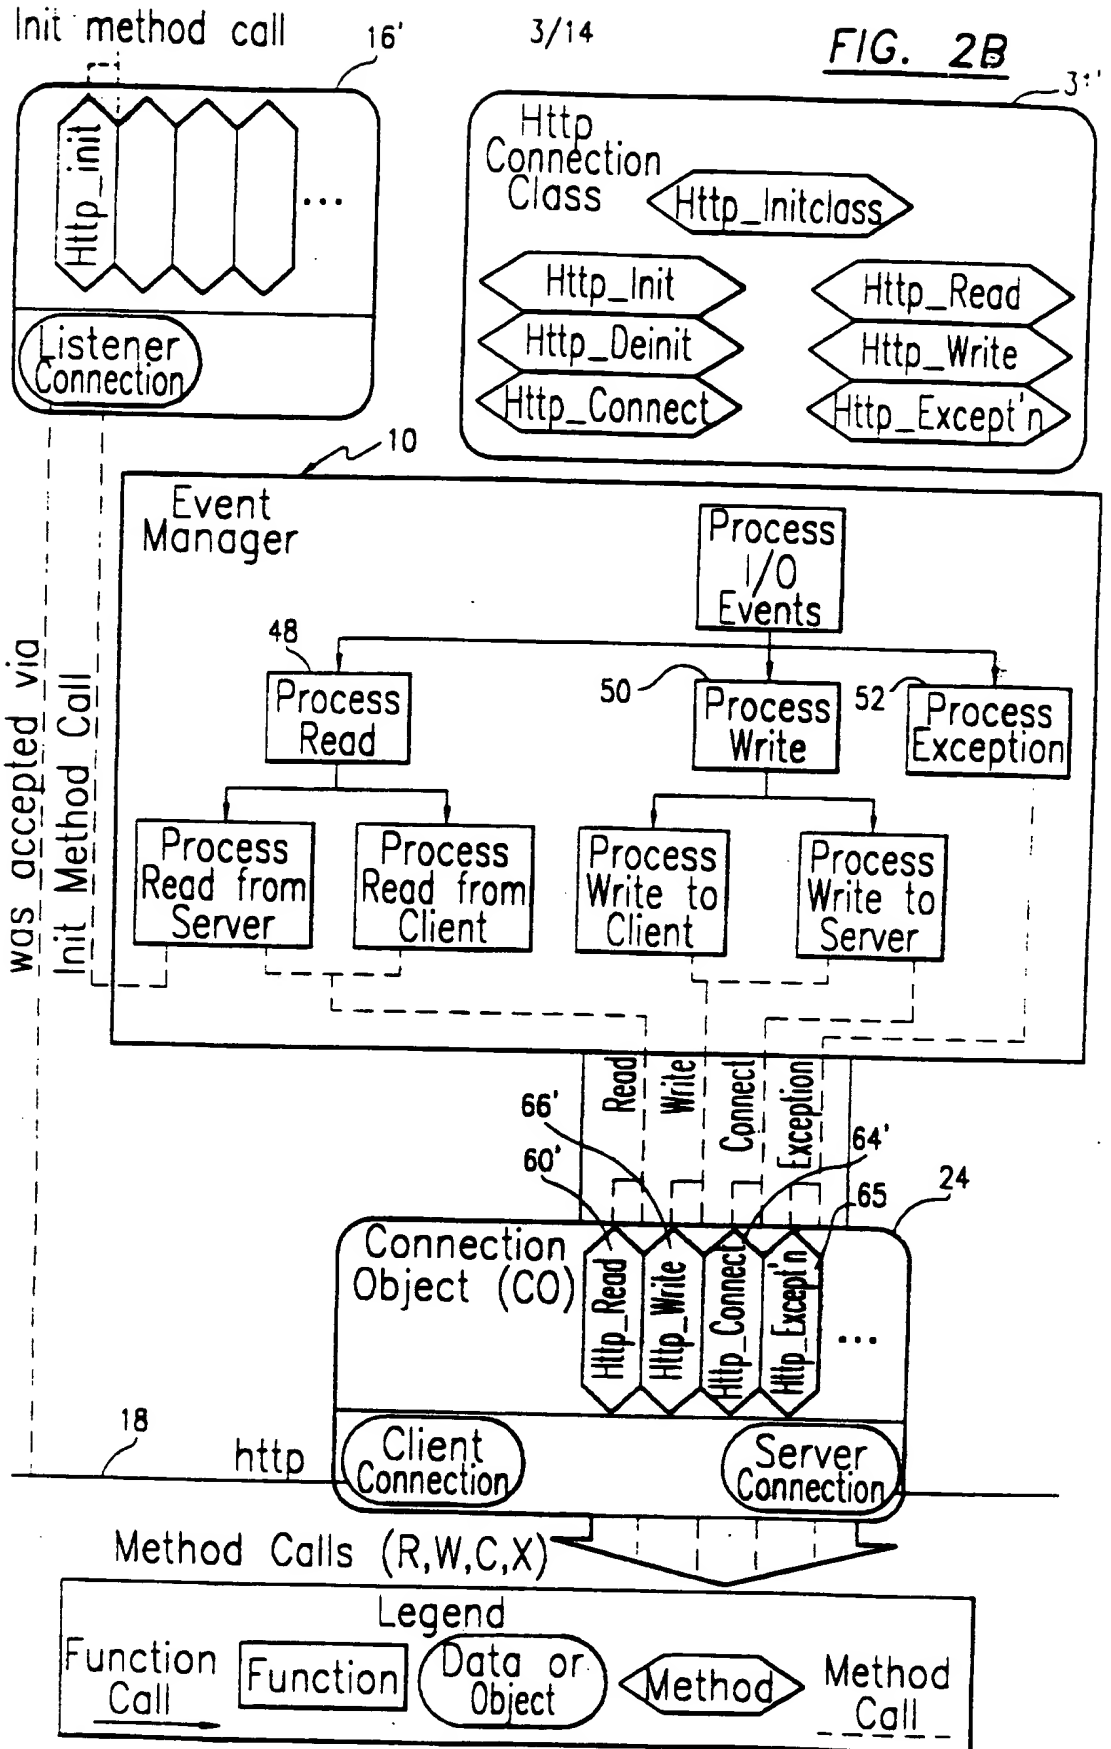 Init method call
16'
3/14
FIG. 2B
Http_init
...
Listener
Connection
Http
Connection
Class
Http_Initclass
Http_Init
Http_Deinit
Http_Connect
Http_Read
Http_Write
Http_Except'n
10
Event
Manager
Process
I/O
Events
48
Process
Read
50
Process
Write
52
Process
Exception
Process
Read from
Server
Process
Read from
Client
Process
Write to
Client
Process
Write to
Server
was accepted via
Init Method Call
Read
Write
Connect
Exception
66'
60'
64'
65
24
Connection
Object (CO)
Http_Read
Http_Write
Http_Connect
Http_Except'n
...
18
http
Client
Connection
Server
Connection
Method Calls (R,W,C,X)
Legend
Function
Call
Function
Data or
Object
Method
Method
Call